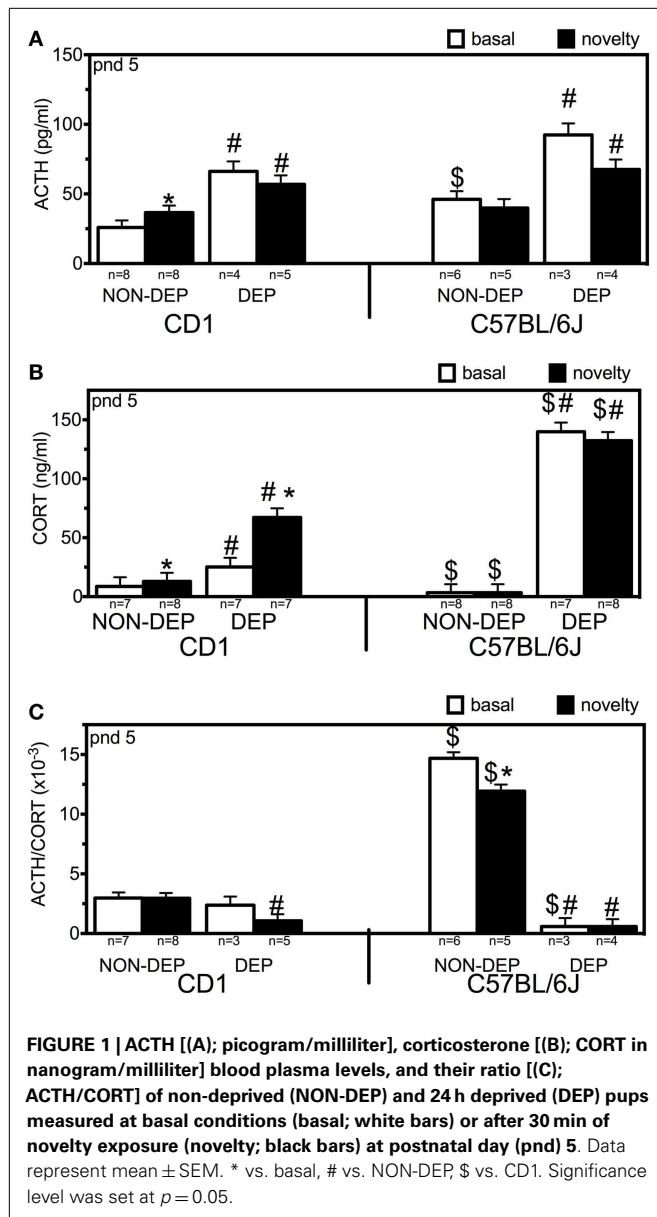 A
basal novelty
pnd 5
ACTH (pg/ml)
150
100
50
0
* # # $ # #
n=8 n=8 n=4 n=5 n=6 n=5 n=3 n=4
NON-DEP DEP NON-DEP DEP
CD1 C57BL/6J
B
basal novelty
pnd 5
CORT (ng/ml)
150
100
50
0
* # # * $ $ $# $#
n=7 n=8 n=7 n=7 n=8 n=8 n=7 n=8
NON-DEP DEP NON-DEP DEP
CD1 C57BL/6J
C
basal novelty
pnd 5
ACTH/CORT (x10-3)
15
10
5
0
# $ $* $# #
n=7 n=8 n=3 n=5 n=6 n=5 n=3 n=4
NON-DEP DEP NON-DEP DEP
CD1 C57BL/6J
FIGURE 1 | ACTH [(A); picogram/milliliter], corticosterone [(B); CORT in
nanogram/milliliter] blood plasma levels, and their ratio [(C);
ACTH/CORT] of non-deprived (NON-DEP) and 24 h deprived (DEP) pups
measured at basal conditions (basal; white bars) or after 30 min of
novelty exposure (novelty; black bars) at postnatal day (pnd) 5. Data
represent mean ± SEM. * vs. basal, # vs. NON-DEP, $ vs. CD1. Significance
level was set at p = 0.05.